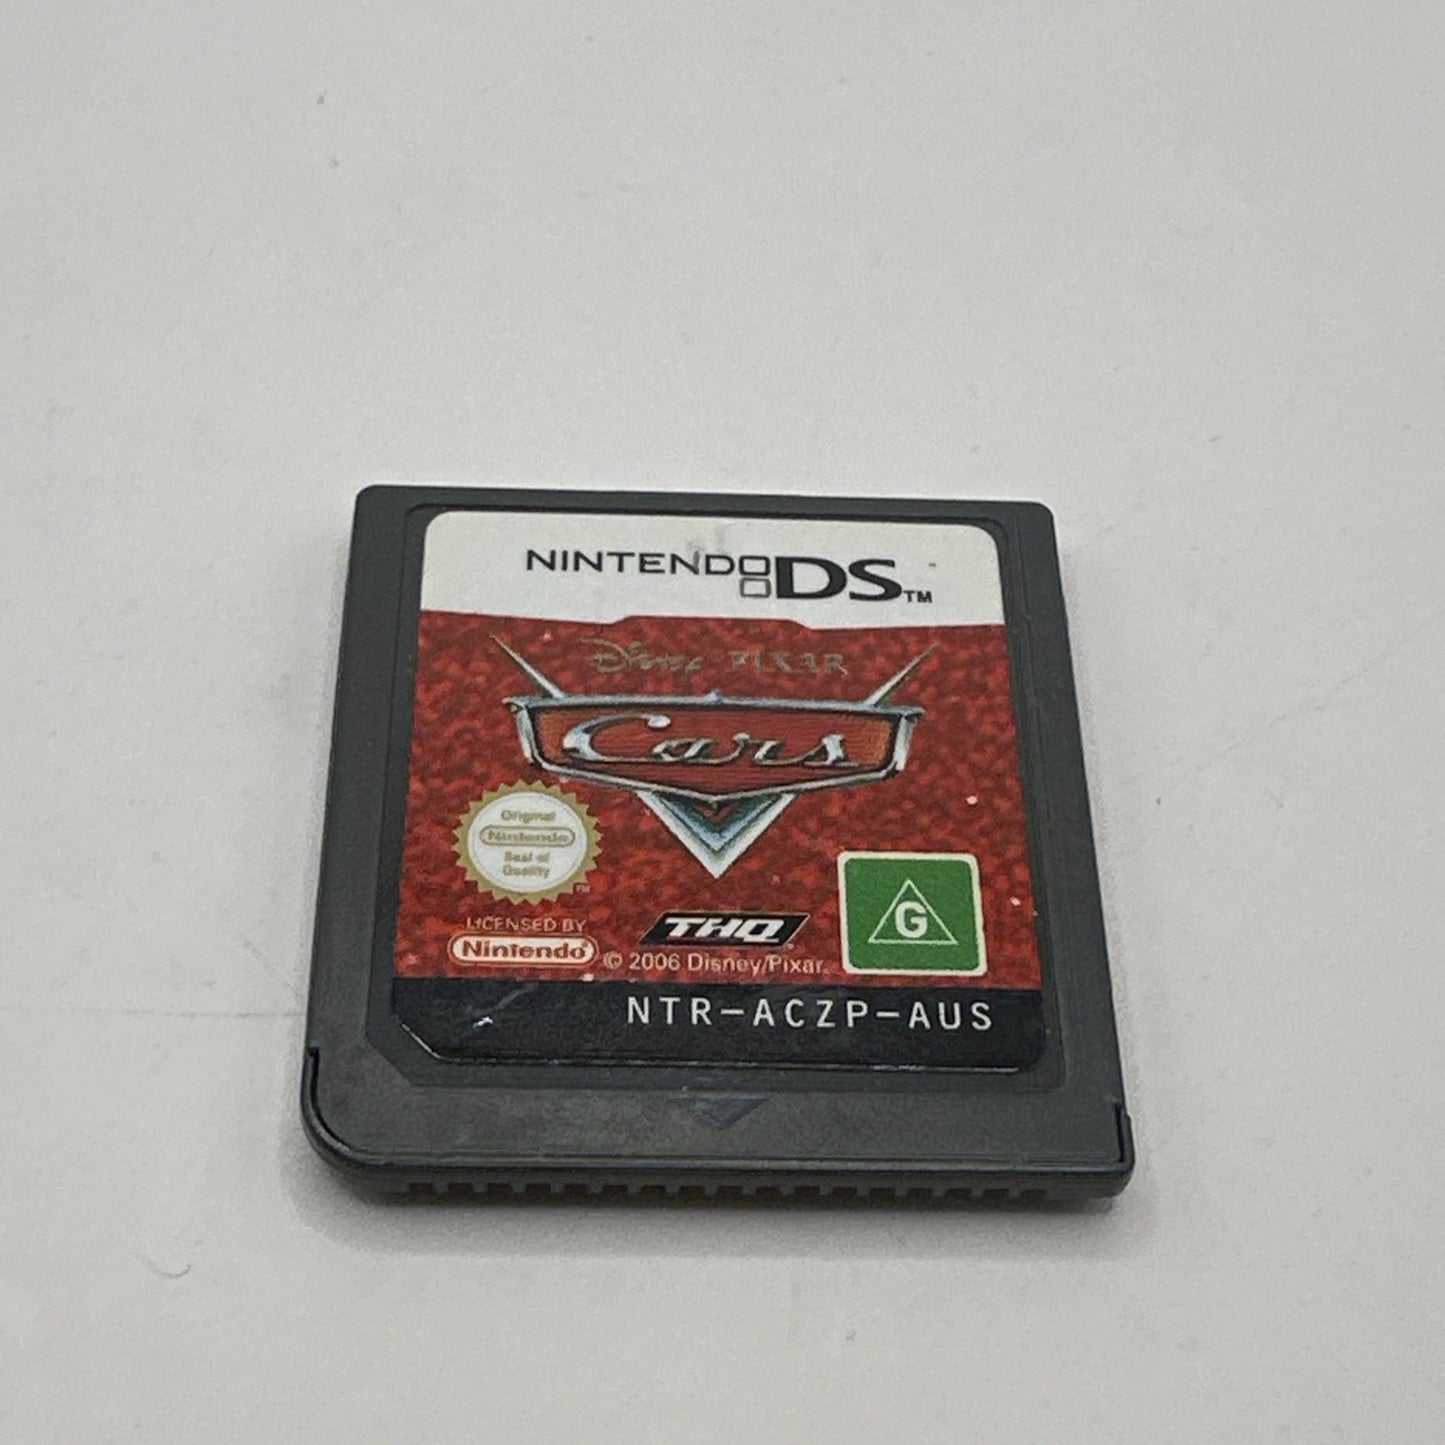 NINTENDO DS™
Disney PIXAR
Cars
Original
Nintendo
Seal of
Quality
TM
LICENSED BY
Nintendo
THQ
© 2006 Disney/Pixar.
G
NTR-ACZP-AUS